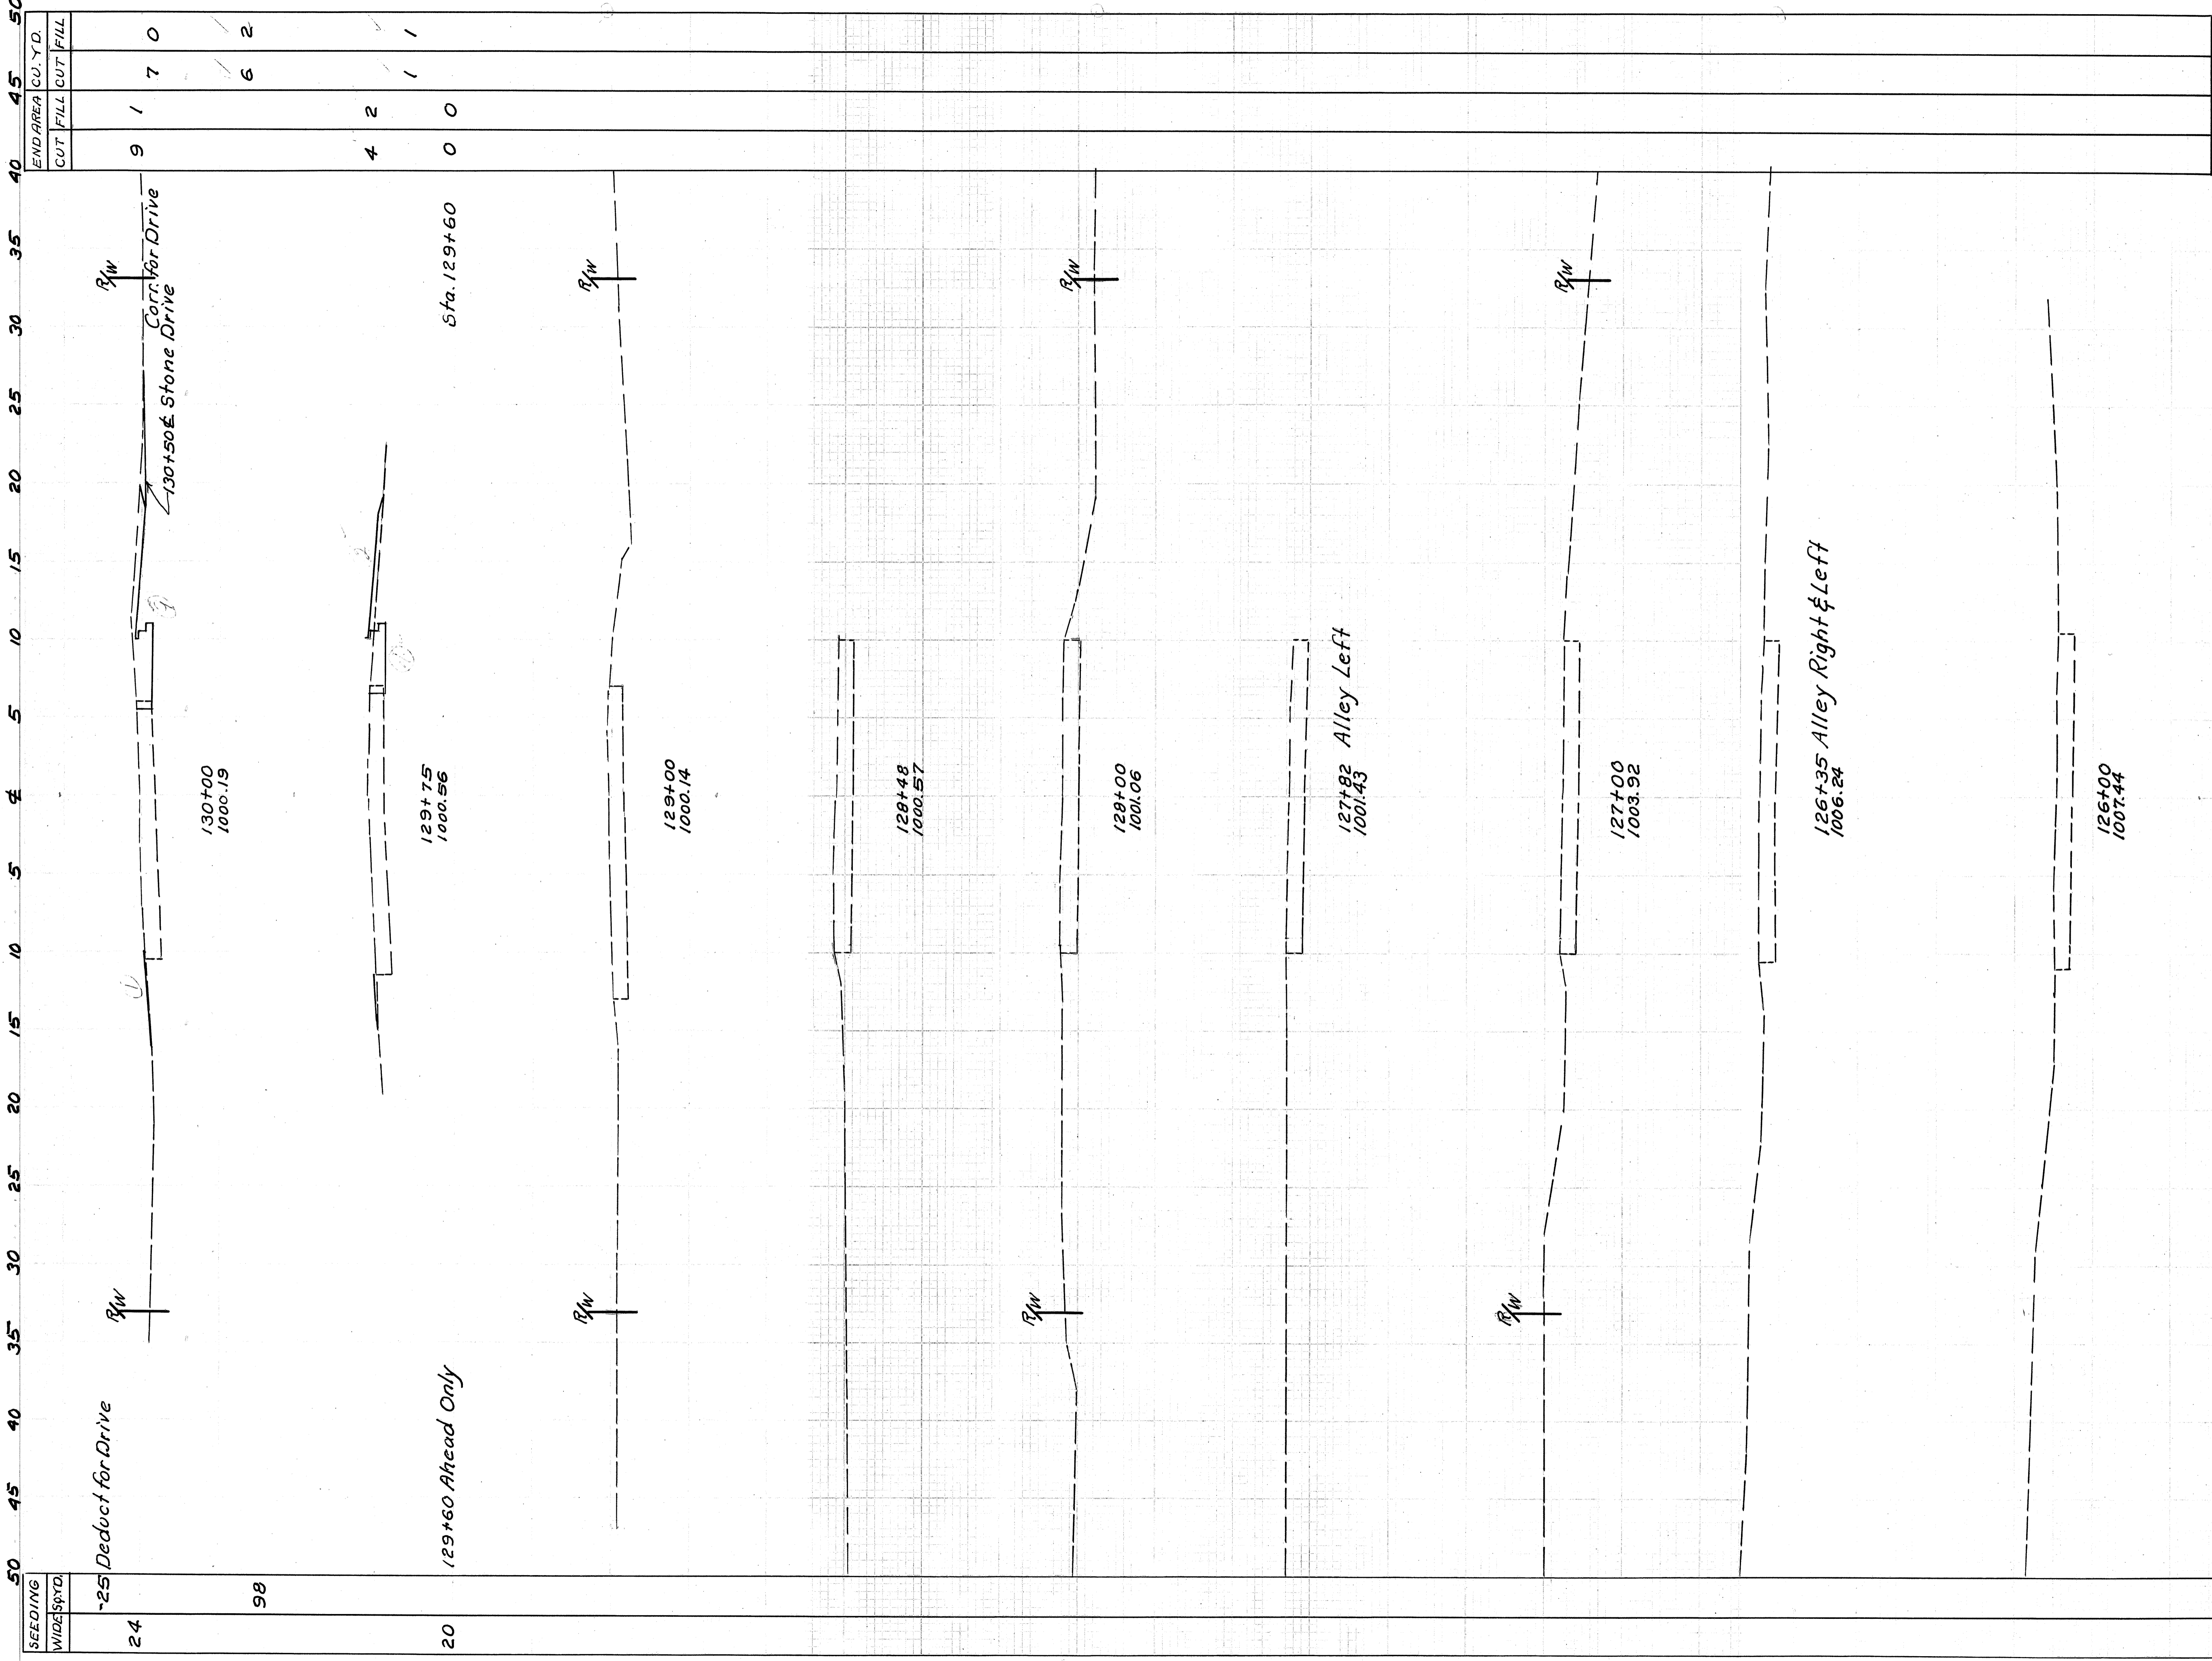 SEEDING
WIDE SQ.YD.
50 45 40 35 30 25 20 15 10 5 ℄ 5 10 15 20 25 30 35 40 45 50
END AREA CU.YD.
CUT FILL CUT FILL
-25 Deduct for Drive
R/W
R/W
24
9 1
7 0
Corr. for Drive
130+50 ℄ Stone Drive
1
7
130+00
1000.19
98
6 2
4 2
2
129+75
1000.56
1 1
20
129+60 Ahead Only
Sta. 129+60
0 0
R/W
R/W
129+00
1000.14
128+48
1000.57
R/W
R/W
128+00
1001.06
127+82 Alley Left
1001.43
R/W
R/W
127+00
1003.92
126+35 Alley Right & Left
1006.24
126+00
1007.44